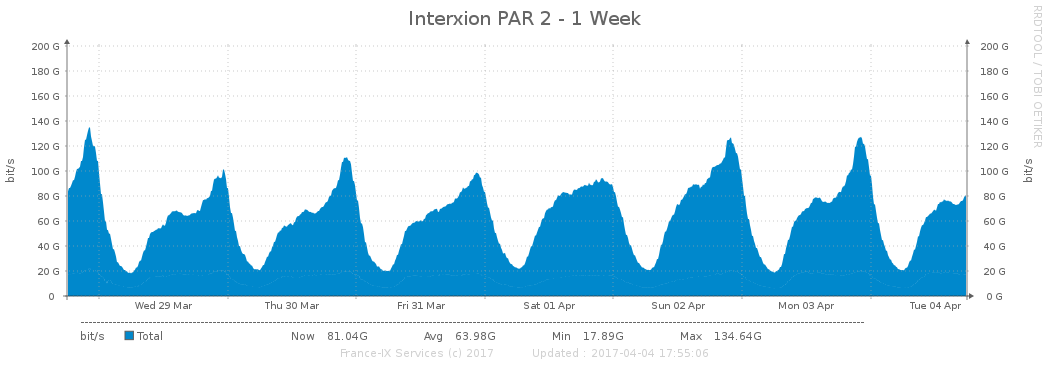 Interxion PAR 2 - 1 Week
RRDTOOL / TOBI OETIKER
bit/s
200 G 200 G
180 G 180 G
160 G 160 G
140 G 140 G
120 G 120 G
100 G 100 G
80 G 80 G
60 G 60 G
40 G 40 G
20 G 20 G
0 0 G
bit/s
Wed 29 Mar Thu 30 Mar Fri 31 Mar Sat 01 Apr Sun 02 Apr Mon 03 Apr Tue 04 Apr
bit/s Total Now 81.04G Avg 63.98G Min 17.89G Max 134.64G
France-IX Services (c) 2017 Updated : 2017-04-04 17:55:06